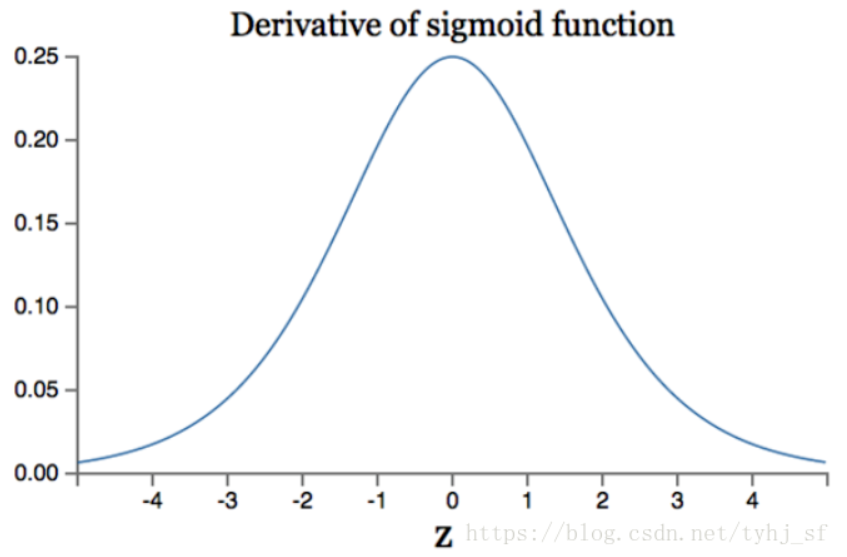 Derivative of sigmoid function
0.25
0.20
0.15
0.10
0.05
0.00
-4 -3 -2 -1 0 1 2 3 4
Z
https://blog.csdn.net/tyhj_sf